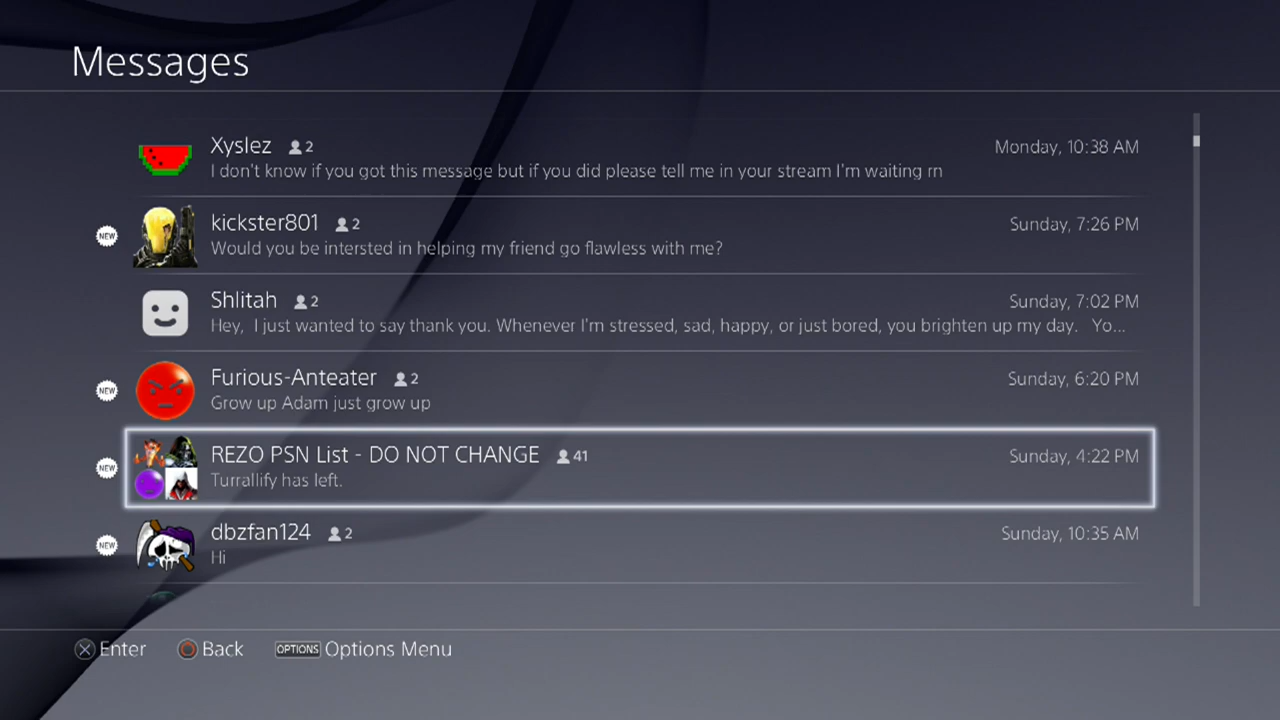 Messages
Xyslez 2 Monday, 10:38 AM
I don't know if you got this message but if you did please tell me in your stream I'm waiting rn
NEW kickster801 2 Sunday, 7:26 PM
Would you be intersted in helping my friend go flawless with me?
Shlitah 2 Sunday, 7:02 PM
Hey, I just wanted to say thank you. Whenever I'm stressed, sad, happy, or just bored, you brighten up my day. Yo...
NEW Furious-Anteater 2 Sunday, 6:20 PM
Grow up Adam just grow up
NEW REZO PSN List - DO NOT CHANGE 41 Sunday, 4:22 PM
Turrallify has left.
NEW dbzfan124 2 Sunday, 10:35 AM
Hi
Enter Back OPTIONS Options Menu